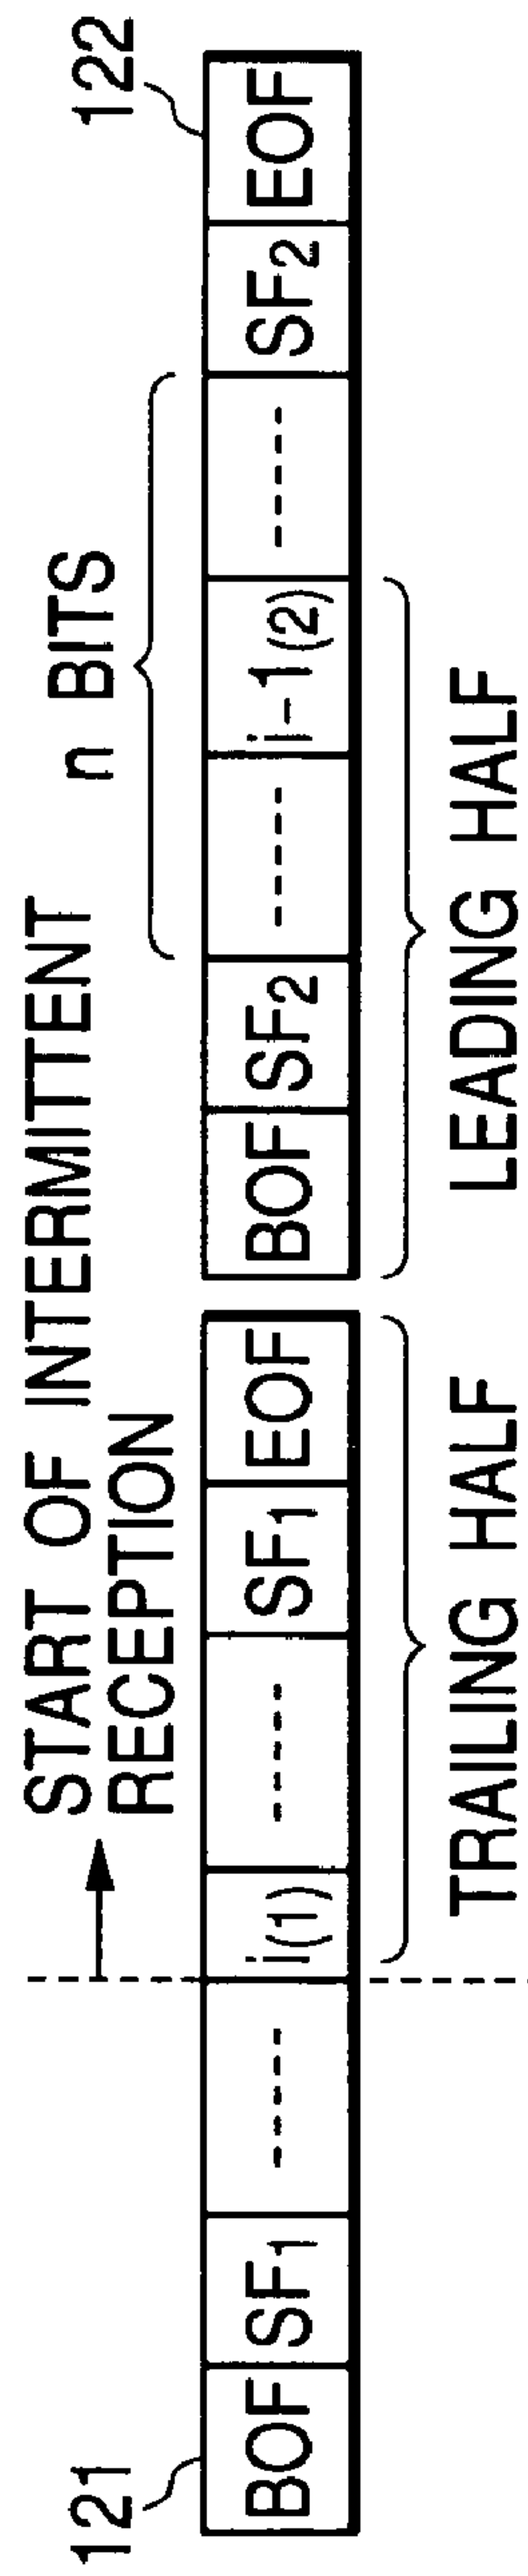 START OF INTERMITTENT
RECEPTION
n BITS
121
122
BOF SF1 ----- i(1) ----- SF1 EOF
BOF SF2 ----- i-1(2) ----- SF2 EOF
TRAILING HALF
LEADING HALF